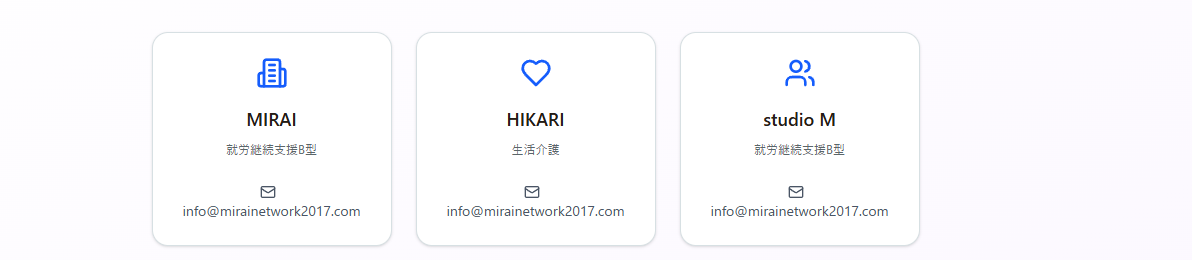 MIRAI
就労継続支援B型
info@mirainetwork2017.com
HIKARI
生活介護
info@mirainetwork2017.com
studio M
就労継続支援B型
info@mirainetwork2017.com